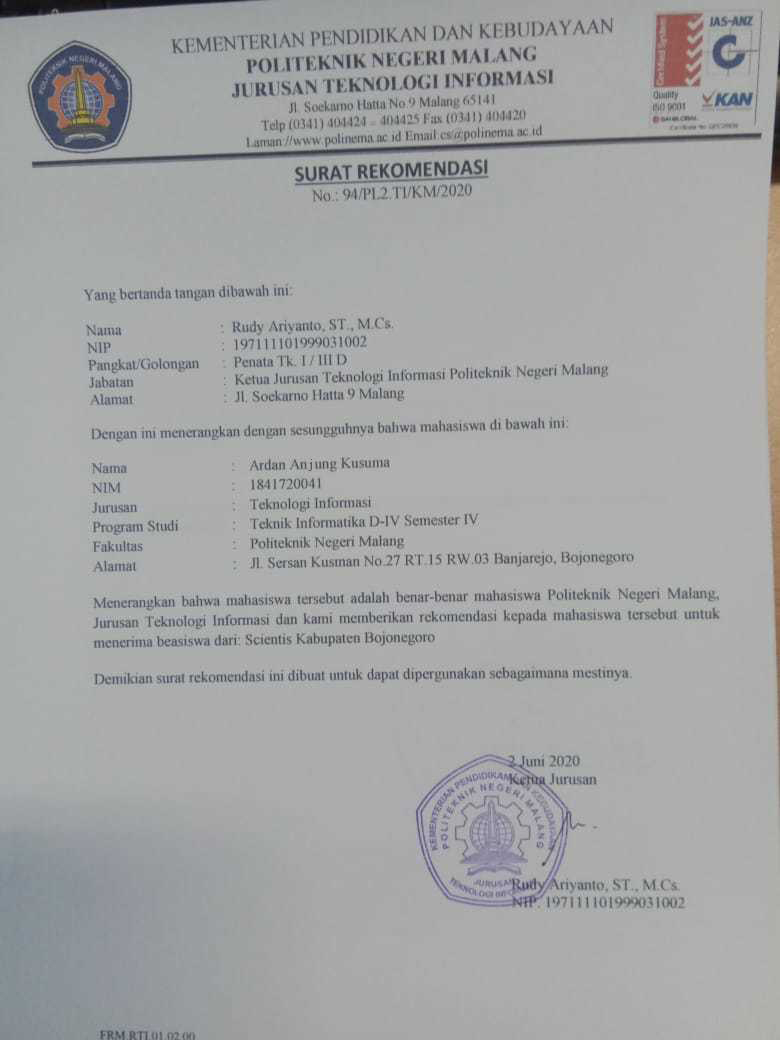 KEMENTERIAN PENDIDIKAN DAN KEBUDAYAAN
POLITEKNIK NEGERI MALANG
JURUSAN TEKNOLOGI INFORMASI
Jl. Soekarno Hatta No 9 Malang 65141
Telp (0341) 404424 – 404425 Fax (0341) 404420
Laman://www.polinema.ac.id Email:cs@polinema.ac.id
POLITEKNIK NEGERI MALANG
Certified System
JAS-ANZ
Quality
ISO 9001
KAN
SAI GLOBAL
SURAT REKOMENDASI
No.: 94/PL2.TI/KM/2020
Yang bertanda tangan dibawah ini:
Nama : Rudy Ariyanto, ST., M.Cs.
NIP : 197111101999031002
Pangkat/Golongan : Penata Tk. I / III D
Jabatan : Ketua Jurusan Teknologi Informasi Politeknik Negeri Malang
Alamat : Jl. Soekarno Hatta 9 Malang
Dengan ini menerangkan dengan sesungguhnya bahwa mahasiswa di bawah ini:
Nama : Ardan Anjung Kusuma
NIM : 1841720041
Jurusan : Teknologi Informasi
Program Studi : Teknik Informatika D-IV Semester IV
Fakultas : Politeknik Negeri Malang
Alamat : Jl. Sersan Kusman No.27 RT.15 RW.03 Banjarejo, Bojonegoro
Menerangkan bahwa mahasiswa tersebut adalah benar-benar mahasiswa Politeknik Negeri Malang,
Jurusan Teknologi Informasi dan kami memberikan rekomendasi kepada mahasiswa tersebut untuk
menerima beasiswa dari: Scientis Kabupaten Bojonegoro
Demikian surat rekomendasi ini dibuat untuk dapat dipergunakan sebagaimana mestinya.
2 Juni 2020
Ketua Jurusan
KEMENTERIAN PENDIDIKAN DAN KEBUDAYAAN
POLITEKNIK NEGERI MALANG
JURUSAN
TEKNOLOGI INFORMASI
Rudy Ariyanto, ST., M.Cs.
NIP. 197111101999031002
FRM.RTI.01.02.00